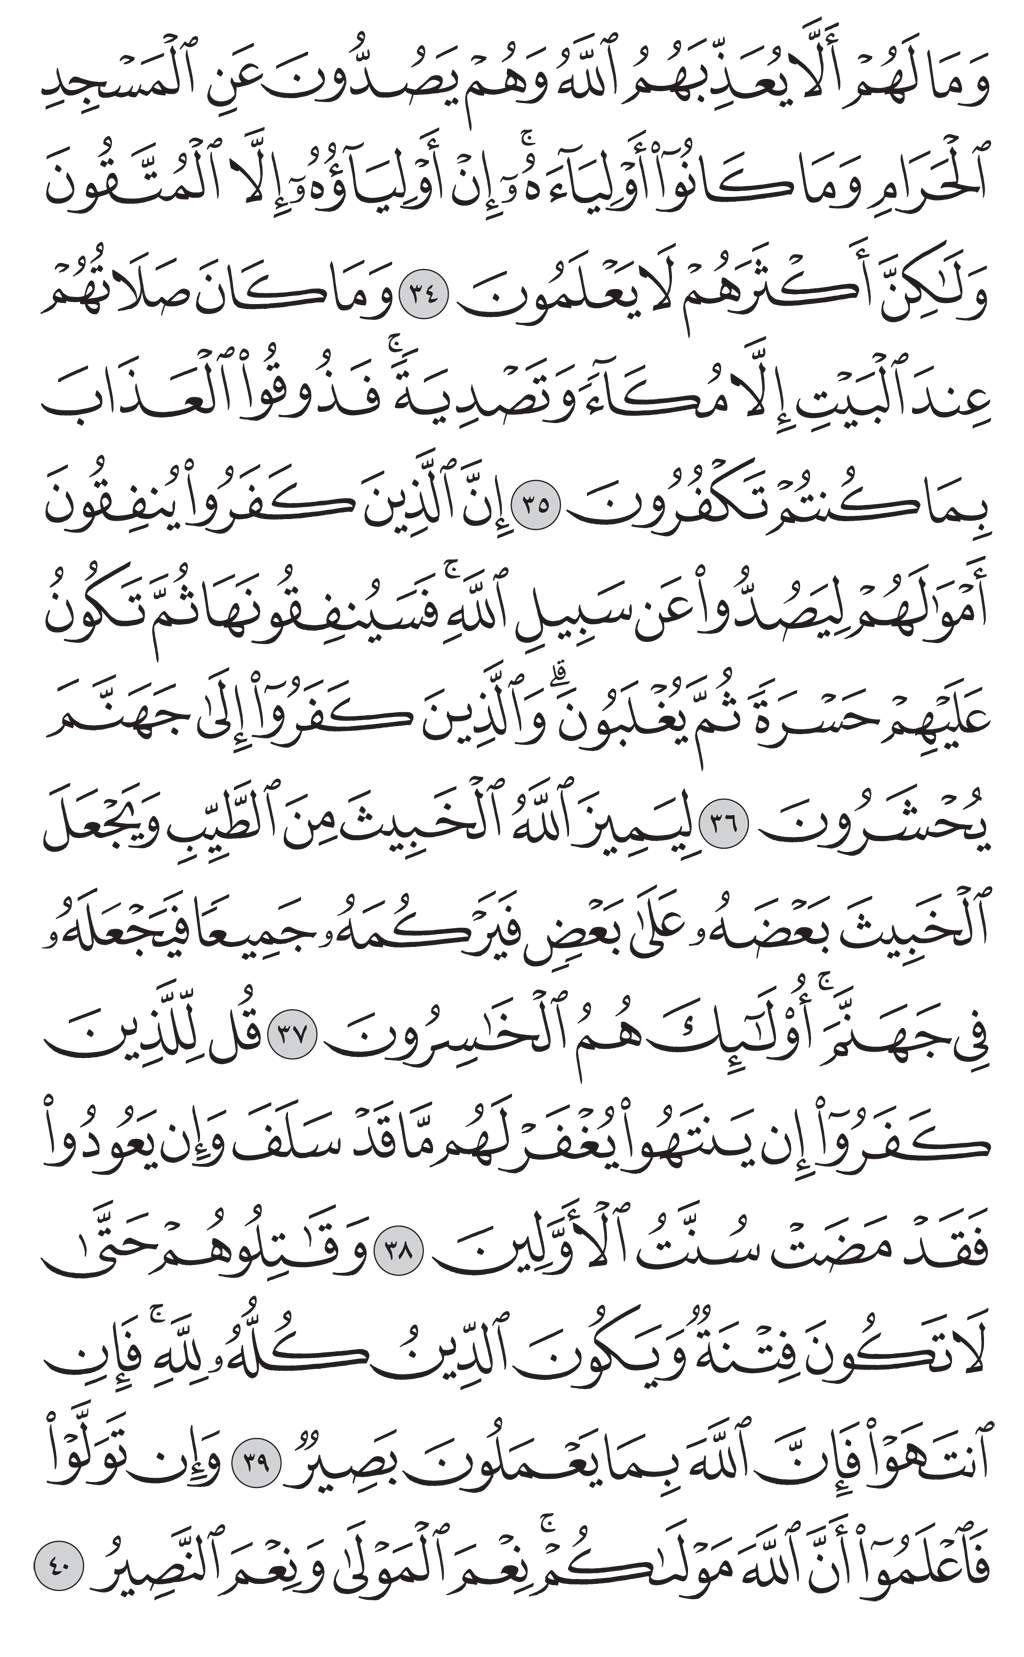 وَمَا لَهُمۡ أَلَّا يُعَذِّبَهُمُ ٱللَّهُ وَهُمۡ يَصُدُّونَ عَنِ ٱلۡمَسۡجِدِ
ٱلۡحَرَامِ وَمَا كَانُوٓاْ أَوۡلِيَآءَهُۥٓۚ إِنۡ أَوۡلِيَآؤُهُۥٓ إِلَّا ٱلۡمُتَّقُونَ
وَلَٰكِنَّ أَكۡثَرَهُمۡ لَا يَعۡلَمُونَ ٣٤ وَمَا كَانَ صَلَاتُهُمۡ
عِندَ ٱلۡبَيۡتِ إِلَّا مُكَآءٗ وَتَصۡدِيَةٗۚ فَذُوقُواْ ٱلۡعَذَابَ
بِمَا كُنتُمۡ تَكۡفُرُونَ ٣٥ إِنَّ ٱلَّذِينَ كَفَرُواْ يُنفِقُونَ
أَمۡوَٰلَهُمۡ لِيَصُدُّواْ عَن سَبِيلِ ٱللَّهِۚ فَسَيُنفِقُونَهَا ثُمَّ تَكُونُ
عَلَيۡهِمۡ حَسۡرَةٗ ثُمَّ يُغۡلَبُونَۗ وَٱلَّذِينَ كَفَرُوٓاْ إِلَىٰ جَهَنَّمَ
يُحۡشَرُونَ ٣٦ لِيَمِيزَ ٱللَّهُ ٱلۡخَبِيثَ مِنَ ٱلطَّيِّبِ وَيَجۡعَلَ
ٱلۡخَبِيثَ بَعۡضَهُۥ عَلَىٰ بَعۡضٖ فَيَرۡكُمَهُۥ جَمِيعٗا فَيَجۡعَلَهُۥ
فِي جَهَنَّمَۚ أُوْلَٰٓئِكَ هُمُ ٱلۡخَٰسِرُونَ ٣٧ قُل لِّلَّذِينَ
كَفَرُوٓاْ إِن يَنتَهُواْ يُغۡفَرۡ لَهُم مَّا قَدۡ سَلَفَ وَإِن يَعُودُواْ
فَقَدۡ مَضَتۡ سُنَّتُ ٱلۡأَوَّلِينَ ٣٨ وَقَٰتِلُوهُمۡ حَتَّىٰ
لَا تَكُونَ فِتۡنَةٞ وَيَكُونَ ٱلدِّينُ كُلُّهُۥ لِلَّهِۚ فَإِنِ
ٱنتَهَوۡاْ فَإِنَّ ٱللَّهَ بِمَا يَعۡمَلُونَ بَصِيرٞ ٣٩ وَإِن تَوَلَّوۡاْ
فَٱعۡلَمُوٓاْ أَنَّ ٱللَّهَ مَوۡلَىٰكُمۡۚ نِعۡمَ ٱلۡمَوۡلَىٰ وَنِعۡمَ ٱلنَّصِيرُ ٤٠